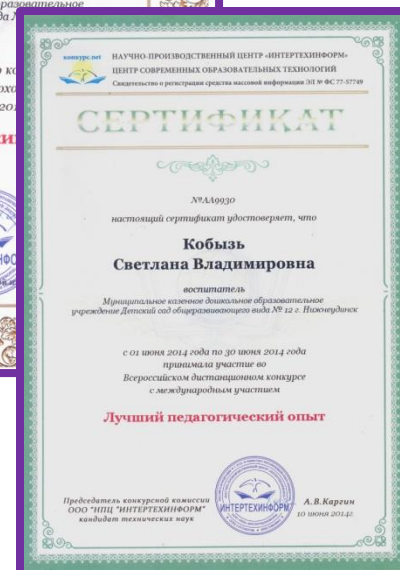 разовательное
конкурс.net
НАУЧНО-ПРОИЗВОДСТВЕННЫЙ ЦЕНТР «ИНТЕРТЕХИНФОРМ»
ЦЕНТР СОВРЕМЕННЫХ ОБРАЗОВАТЕЛЬНЫХ ТЕХНОЛОГИЙ
Свидетельство о регистрации средства массовой информации ЭЛ № ФС 77-57749
СЕРТИФИКАТ
№АА9930
настоящий сертификат удостоверяет, что
Кобызь
Светлана Владимировна
воспитатель
Муниципальное казенное дошкольное образовательное
учреждение Детский сад общеразвивающего вида № 12 г. Нижнеудинск
с 01 июня 2014 года по 30 июня 2014 года
принимала участие во
Всероссийском дистанционном конкурсе
с международным участием
Лучший педагогический опыт
Председатель конкурсной комиссии
ООО "НПЦ "ИНТЕРТЕХИНФОРМ"
кандидат технических наук
ИНТЕРТЕХИНФОРМ
А.В.Каргин
10 июня 2014г.